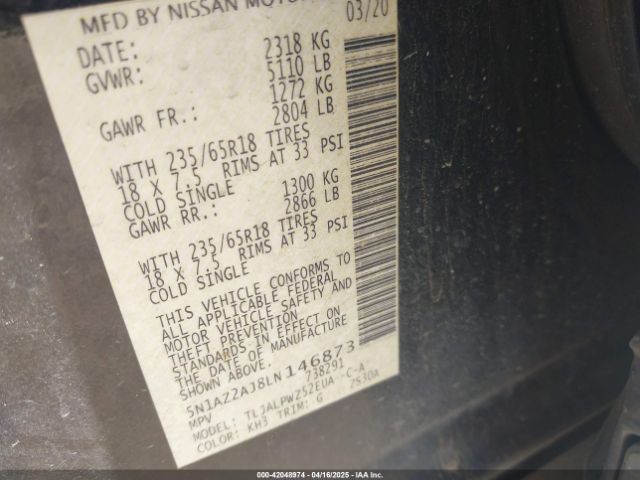 MFD BY NISSAN MOTOR
DATE: 03/20
GVWR: 2318 KG
5110 LB
GAWR FR.: 1272 KG
2804 LB
WITH 235/65R18 TIRES
18 X 7.5 RIMS AT 33 PSI
COLD SINGLE
GAWR RR.: 1300 KG
2866 LB
WITH 235/65R18 TIRES
18 X 7.5 RIMS AT 33 PSI
COLD SINGLE
THIS VEHICLE CONFORMS TO
ALL APPLICABLE FEDERAL
MOTOR VEHICLE SAFETY AND
THEFT PREVENTION
STANDARDS IN EFFECT ON
THE DATE OF MANUFACTURE
SHOWN ABOVE
5N1AZ2AJ8LN146873
MPV 738291
MODEL: TLJALPWZ52EUA--C-A
COLOR: KH3 TRIM: G 2530a
000-42048974 - 04/16/2025 - IAA Inc.